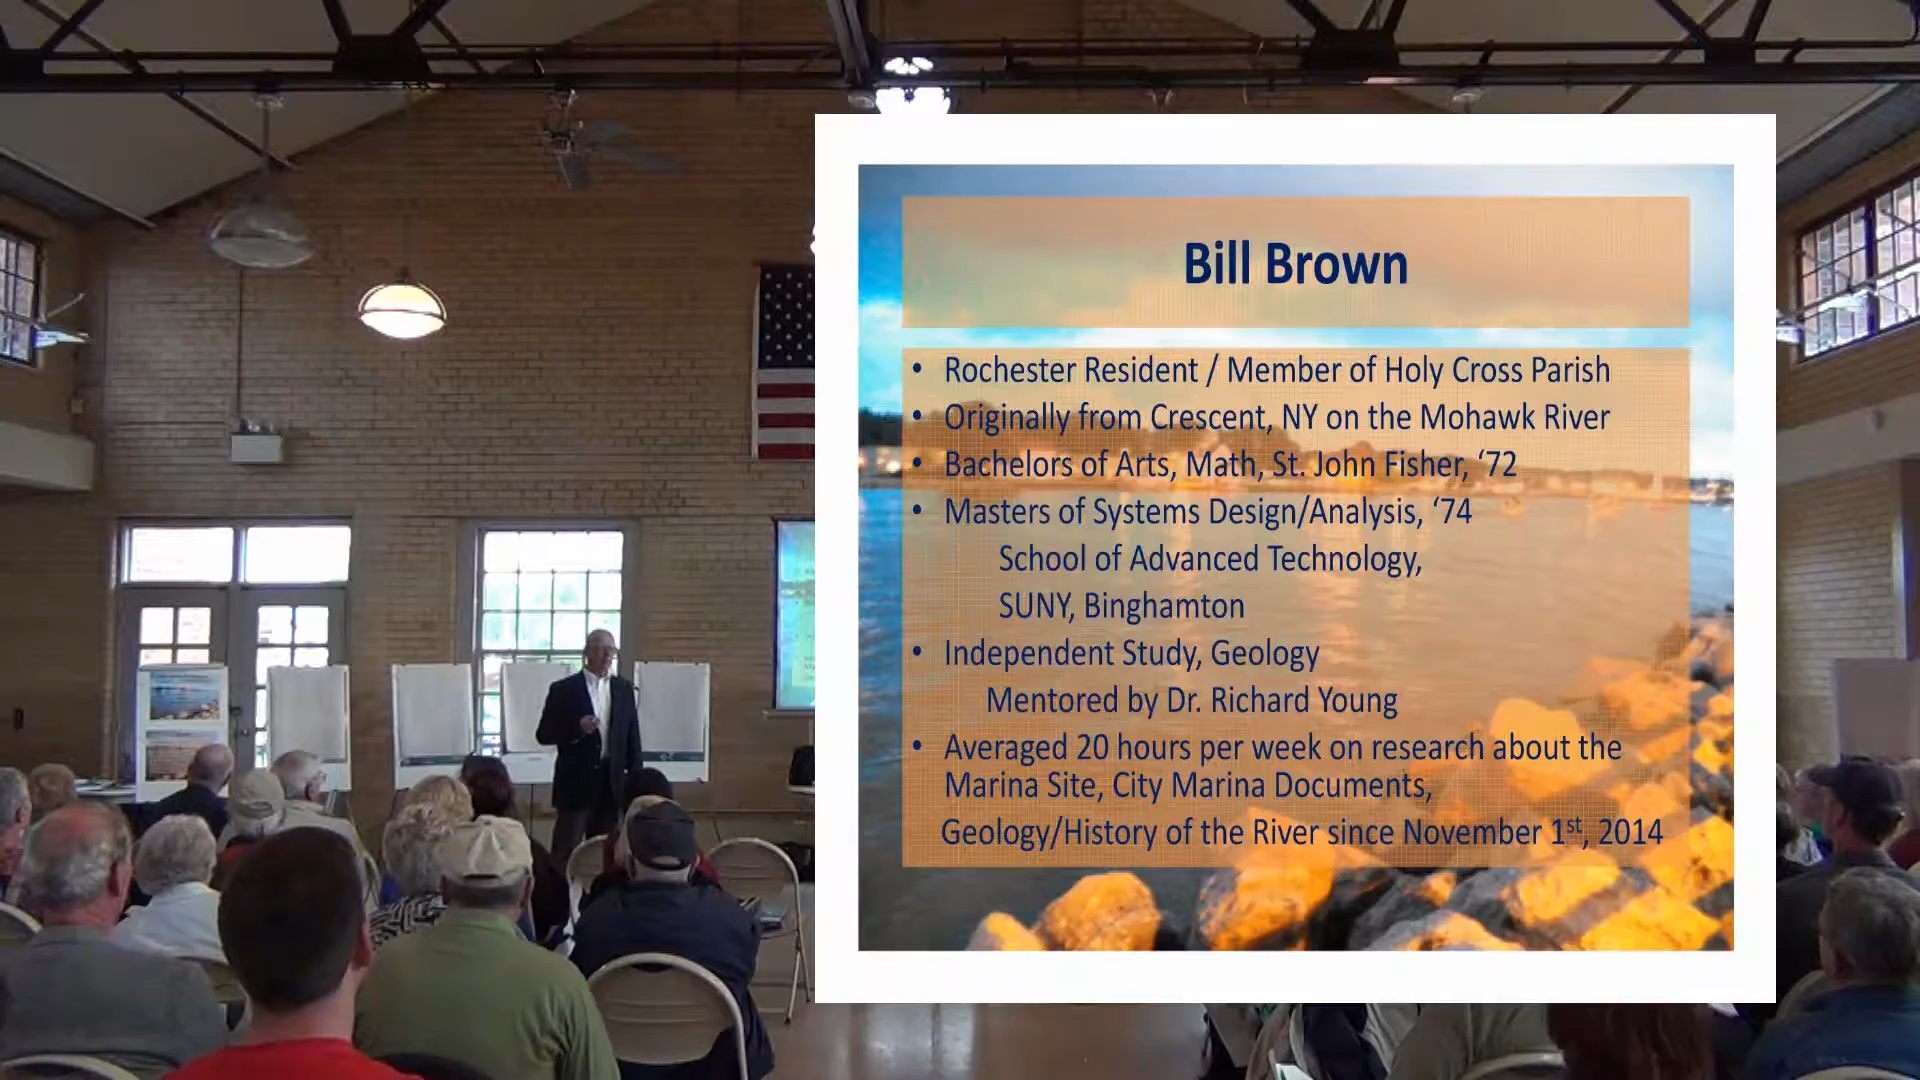 Bill Brown
• Rochester Resident / Member of Holy Cross Parish
• Originally from Crescent, NY on the Mohawk River
• Bachelors of Arts, Math, St. John Fisher, ‘72
• Masters of Systems Design/Analysis, ‘74
School of Advanced Technology,
SUNY, Binghamton
• Independent Study, Geology
Mentored by Dr. Richard Young
• Averaged 20 hours per week on research about the
Marina Site, City Marina Documents,
Geology/History of the River since November 1st, 2014